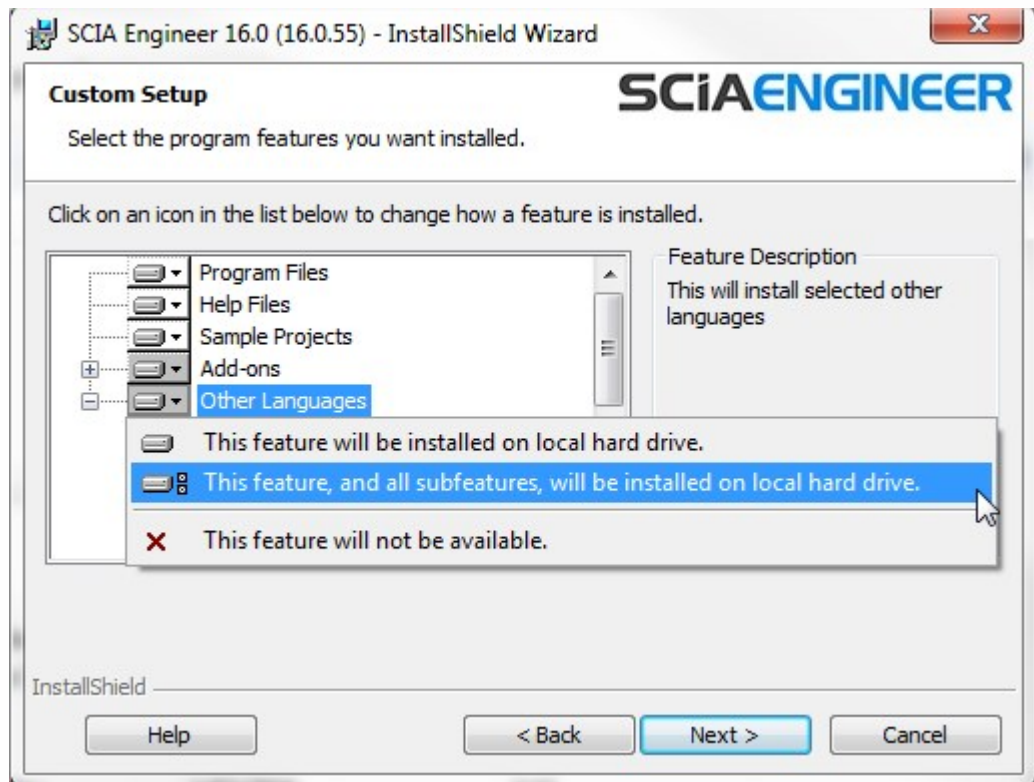 SCIA Engineer 16.0 (16.0.55) - InstallShield Wizard
Custom Setup
SCiAENGINEER
Select the program features you want installed.
Click on an icon in the list below to change how a feature is installed.
Program Files
Help Files
Sample Projects
Add-ons
Other Languages
Feature Description
This will install selected other
languages
This feature will be installed on local hard drive.
This feature, and all subfeatures, will be installed on local hard drive.
This feature will not be available.
InstallShield
Help
< Back
Next >
Cancel